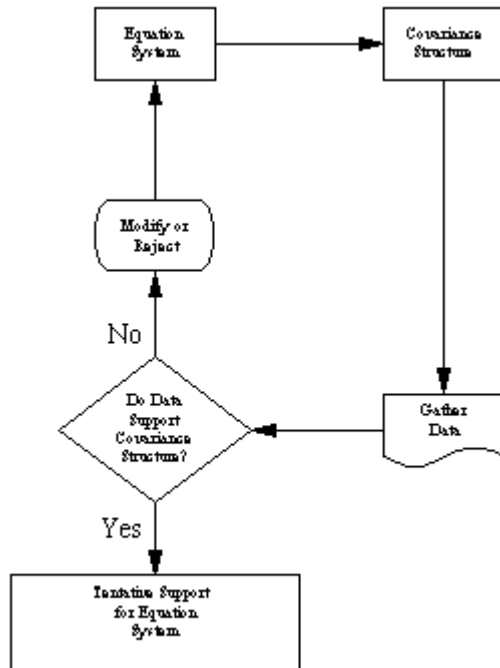 Equation
System
Covariance
Structure
Modify or
Reject
No
Do Data
Support
Covariance
Structure?
Gather
Data
Yes
Tentative Support
for Equation
System